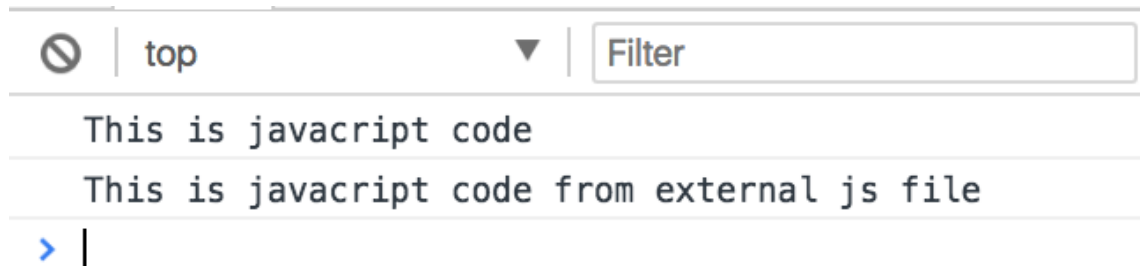 top Filter
This is javacript code
This is javacript code from external js file